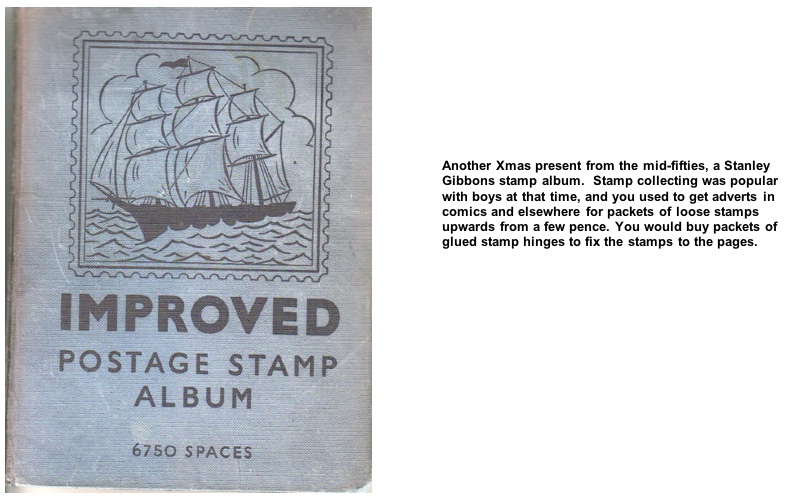 IMPROVED
POSTAGE STAMP
ALBUM
6750 SPACES
Another Xmas present from the mid-fifties, a Stanley
Gibbons stamp album.  Stamp collecting was popular
with boys at that time, and you used to get adverts in
comics and elsewhere for packets of loose stamps
upwards from a few pence. You would buy packets of
glued stamp hinges to fix the stamps to the pages.